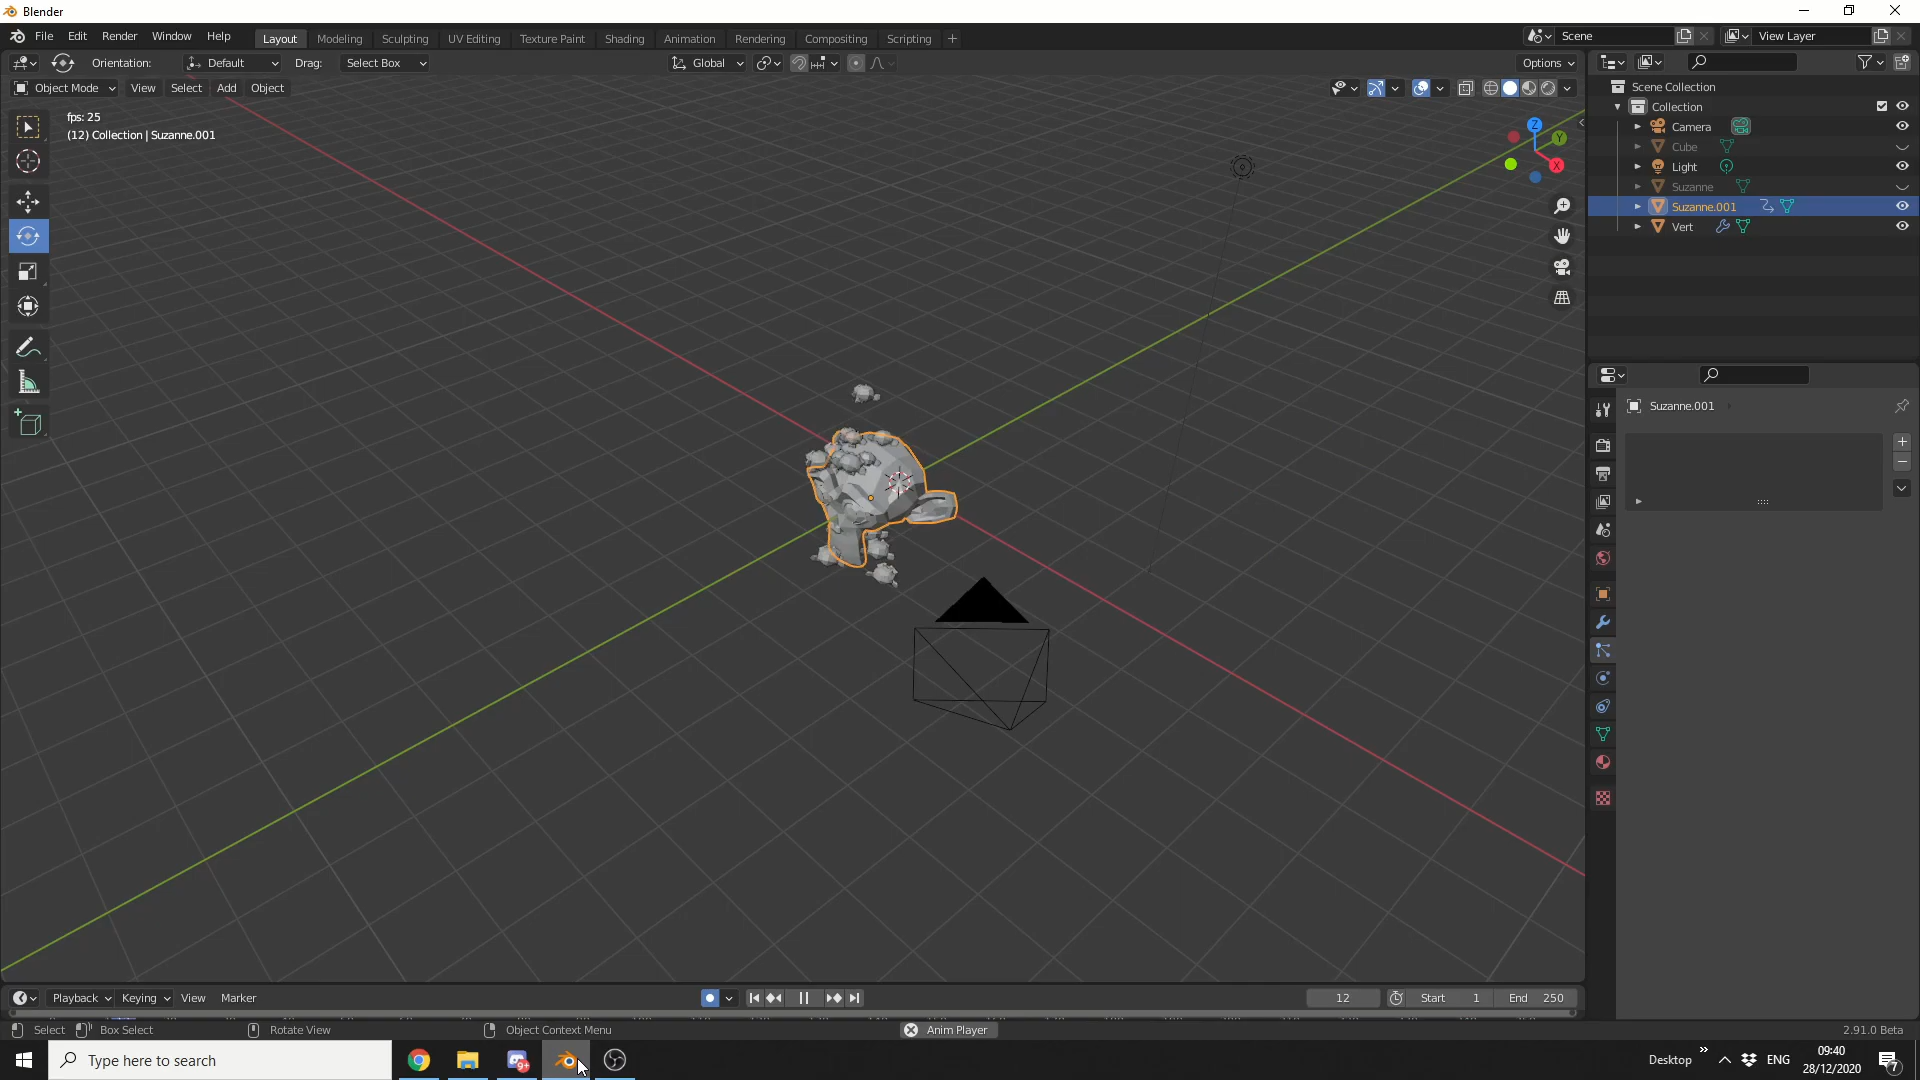 Blender
File Edit Render Window Help Layout Modeling Sculpting UV Editing Texture Paint Shading Animation Rendering Compositing Scripting Scene View Layer
Orientation: Default Drag: Select Box Global Options
Object Mode View Select Add Object
fps: 25
(12) Collection | Suzanne.001
Z
Y
X
Scene Collection
Collection
Camera
Cube
Light
Suzanne
Suzanne.001
Vert
Suzanne.001
Playback Keying View Marker 12 Start 1 End 250
Select Box Select Rotate View Object Context Menu Anim Player 2.91.0 Beta
Type here to search
Desktop ENG
09:40
28/12/2020
7